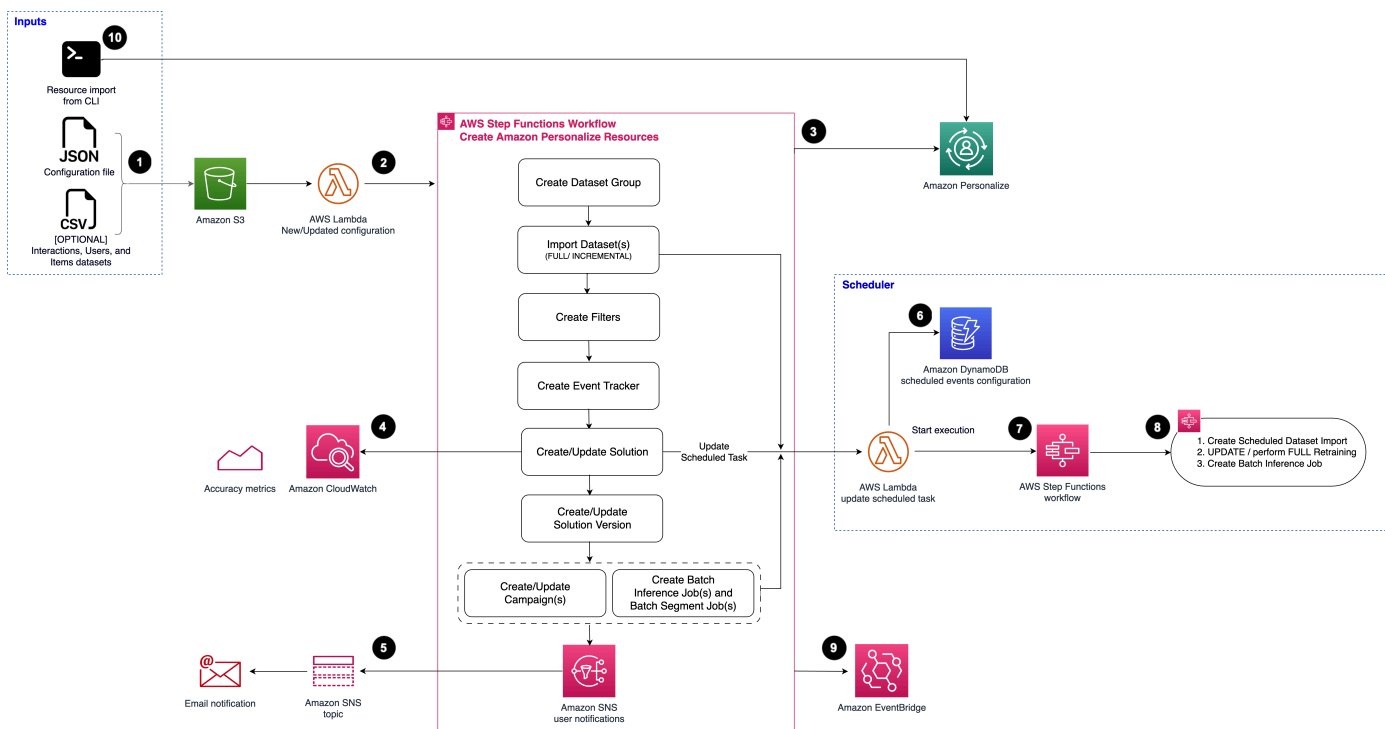 Inputs
10
>_
Resource import
from CLI
JSON
Configuration file
1
CSV
[OPTIONAL]
Interactions, Users, and
Items datasets
Amazon S3
AWS Lambda
New/Updated configuration
2
AWS Step Functions Workflow
Create Amazon Personalize Resources
Create Dataset Group
Import Dataset(s)
(FULL/ INCREMENTAL)
Create Filters
Create Event Tracker
Create/Update Solution
Create/Update
Solution Version
Create/Update
Campaign(s)
Create Batch
Inference Job(s) and
Batch Segment Job(s)
Amazon SNS
user notifications
3
Amazon Personalize
4
Accuracy metrics
Amazon CloudWatch
Update
Scheduled Task
5
@
Email notification
Amazon SNS
topic
Scheduler
6
Amazon DynamoDB
scheduled events configuration
Start execution
AWS Lambda
update scheduled task
7
AWS Step Functions
workflow
8
1. Create Scheduled Dataset Import
2. UPDATE / perform FULL Retraining
3. Create Batch Inference Job
9
Amazon EventBridge